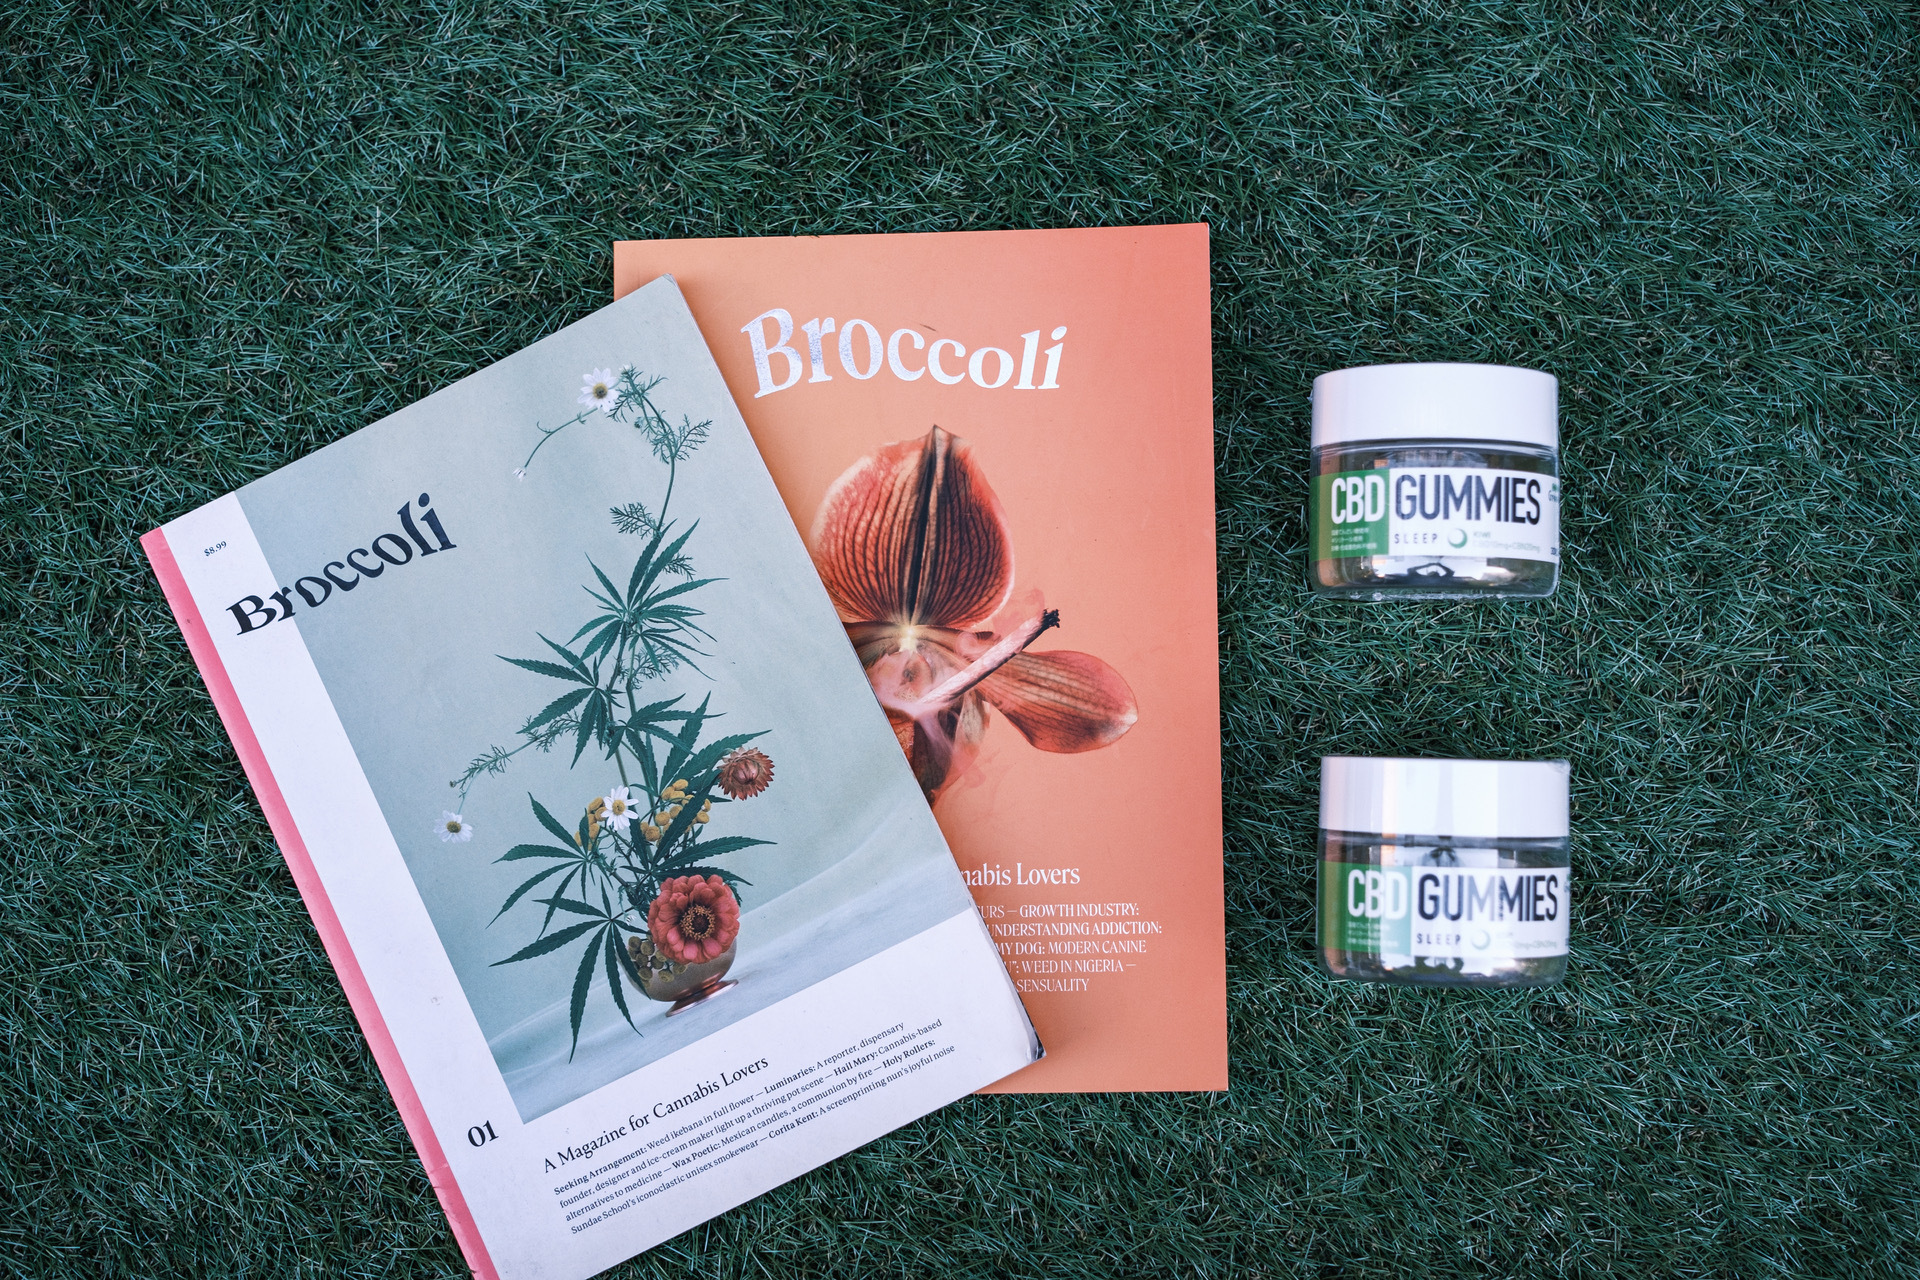 $8.99
Broccoli
01
A Magazine for Cannabis Lovers
Seeking Arrangement: Weed ikebana in full flower — Luminaries: A reporter, dispensary
founder, designer and ice-cream maker light up a thriving pot scene — Hail Mary: Cannabis-based
alternatives to medicine — Wax Poetic: Mexican candles, a communion by fire — Holy Rollers:
Sundae School's iconoclastic unisex smokewear — Corita Kent: A screenprinting nun's joyful noise
Broccoli
nabis Lovers
URS — GROWTH INDUSTRY:
UNDERSTANDING ADDICTION:
MY DOG: MODERN CANINE
U": WEED IN NIGERIA —
SENSUALITY
CBD GUMMIES
SLEEP
CBD GUMMIES
SLEEP